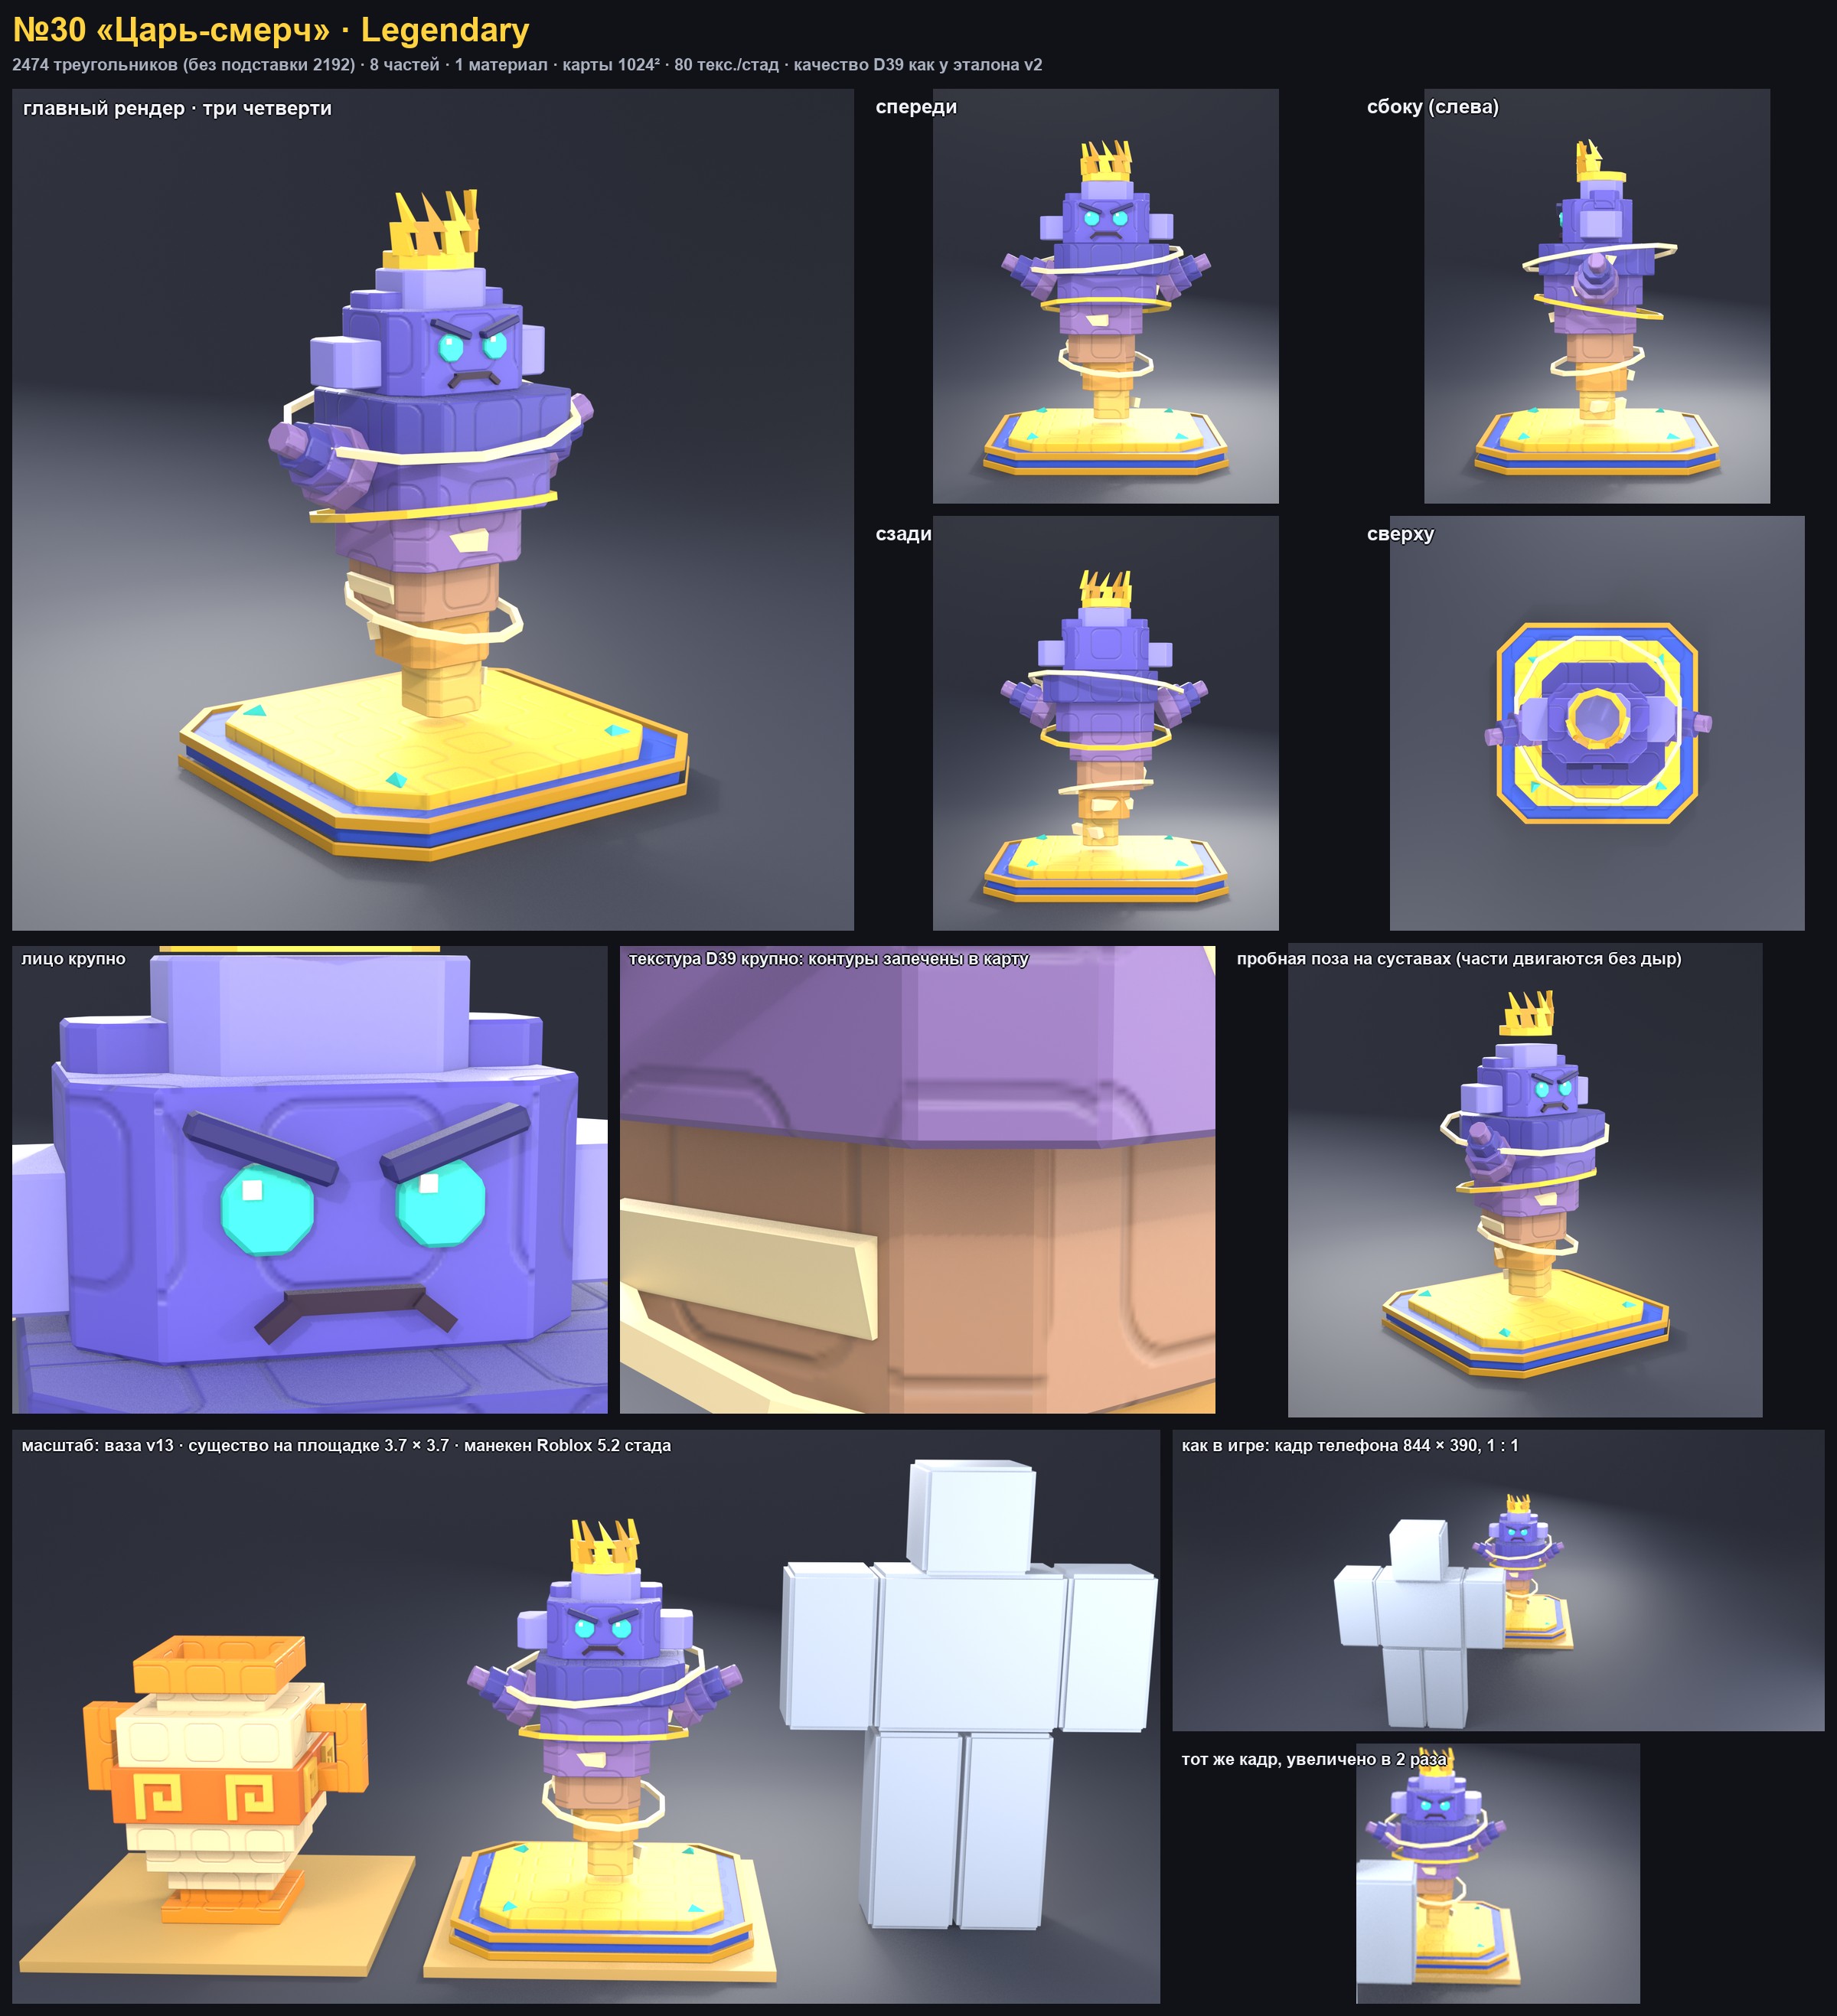 №30 «Царь-смерч» · Legendary
2474 треугольников (без подставки 2192) · 8 частей · 1 материал · карты 1024² · 80 текс./стад · качество D39 как у эталона v2
главный рендер · три четверти
спереди
сбоку (слева)
сзади
сверху
лицо крупно
текстура D39 крупно: контуры запечены в карту
пробная поза на суставах (части двигаются без дыр)
масштаб: ваза v13 · существо на площадке 3.7 × 3.7 · манекен Roblox 5.2 стада
как в игре: кадр телефона 844 × 390, 1 : 1
тот же кадр, увеличено в 2 раза